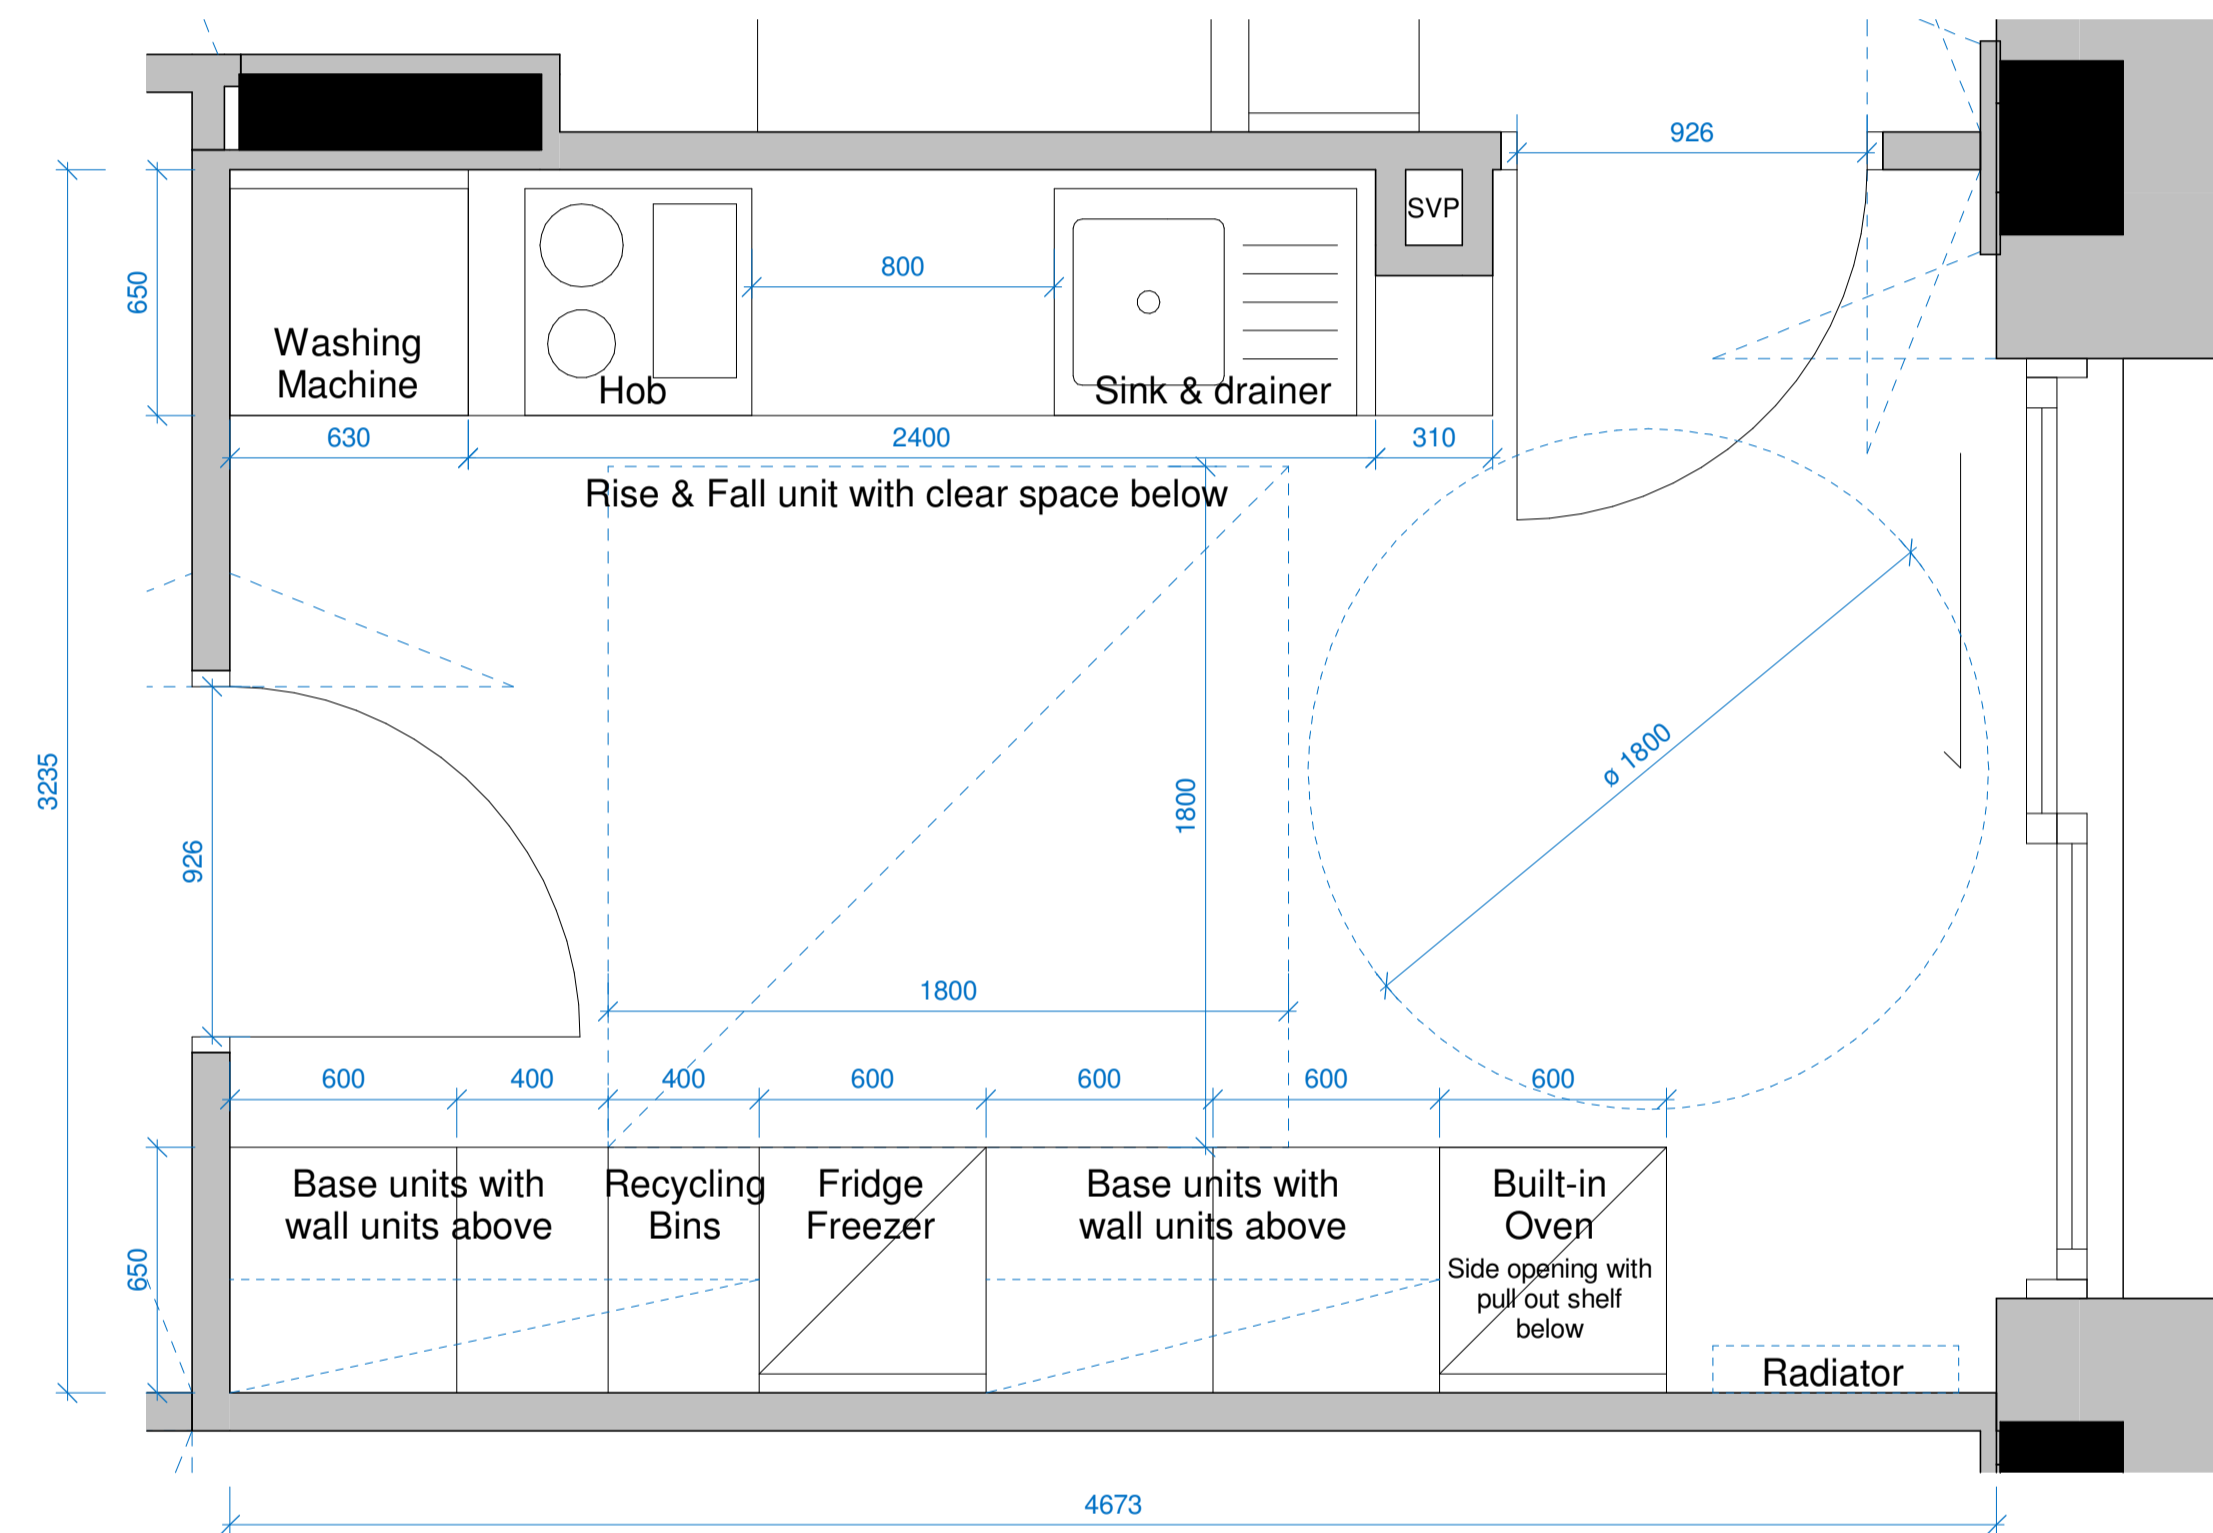 926
SVP
650
800
Washing
Machine
Hob
Sink & drainer
630
2400
310
Rise & Fall unit with clear space below
3235
926
1800
ø 1800
1800
600
400
400
600
600
600
600
650
Base units with
wall units above
Recycling
Bins
Fridge
Freezer
Base units with
wall units above
Built-in
Oven
Side opening with
pull out shelf
below
Radiator
4673